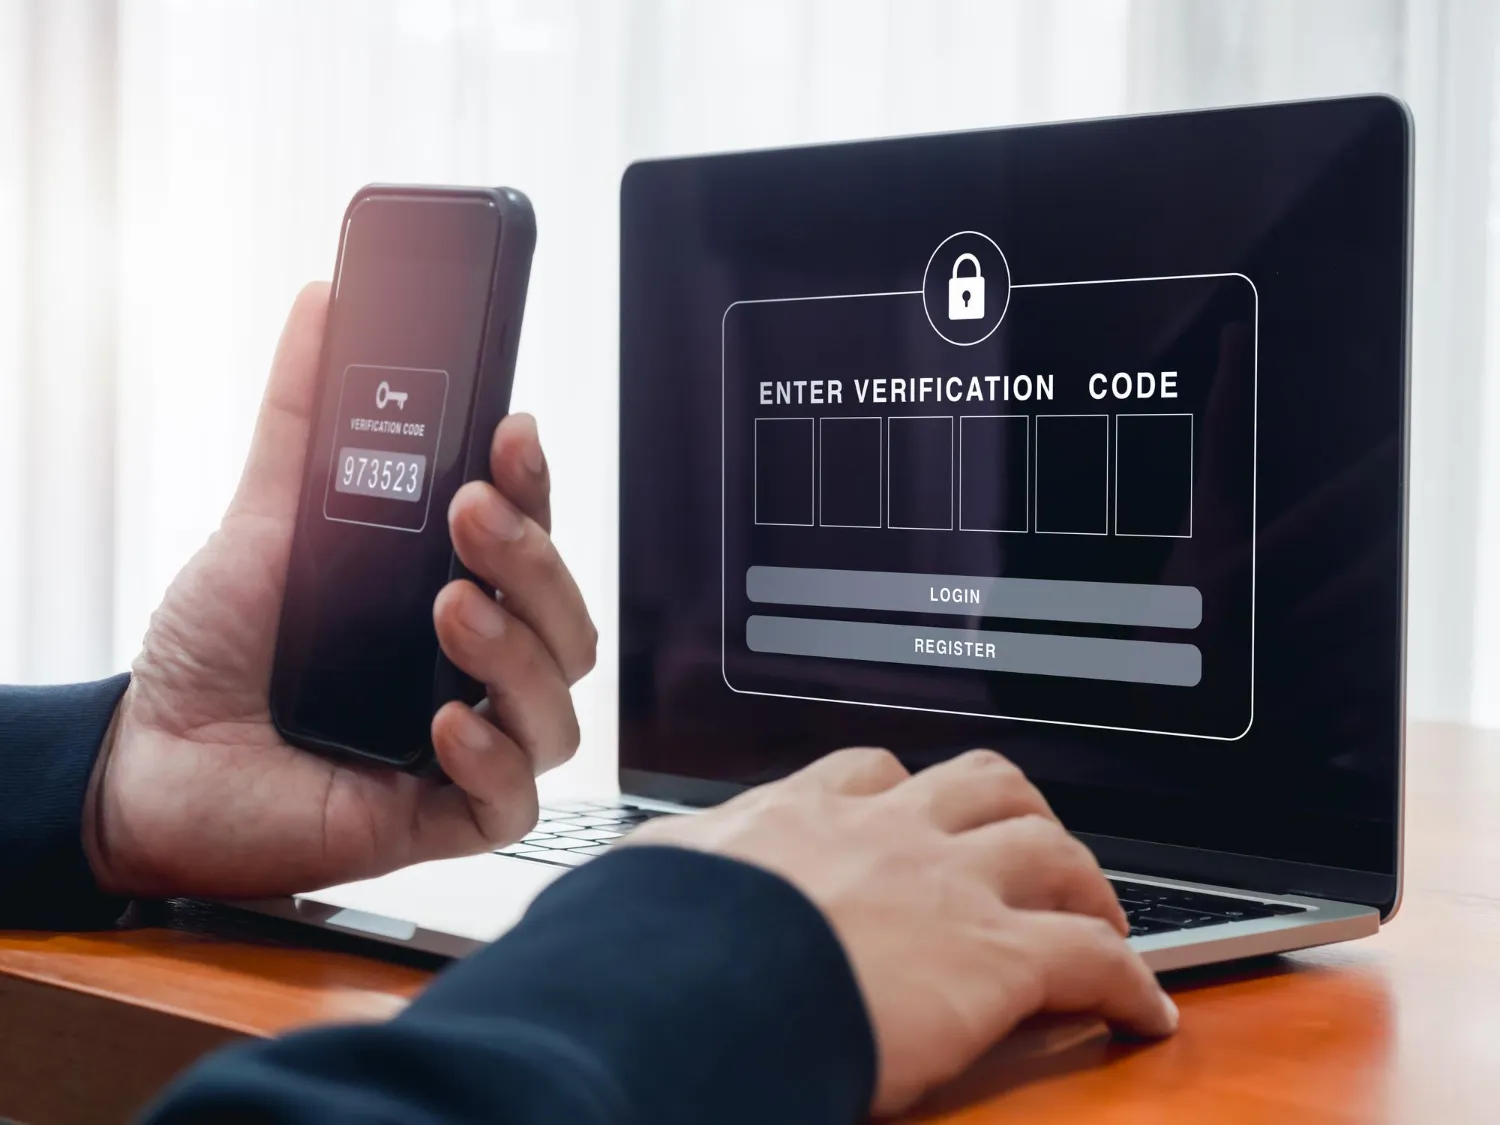 VERIFICATION CODE
973523
ENTER VERIFICATION CODE
LOGIN
REGISTER